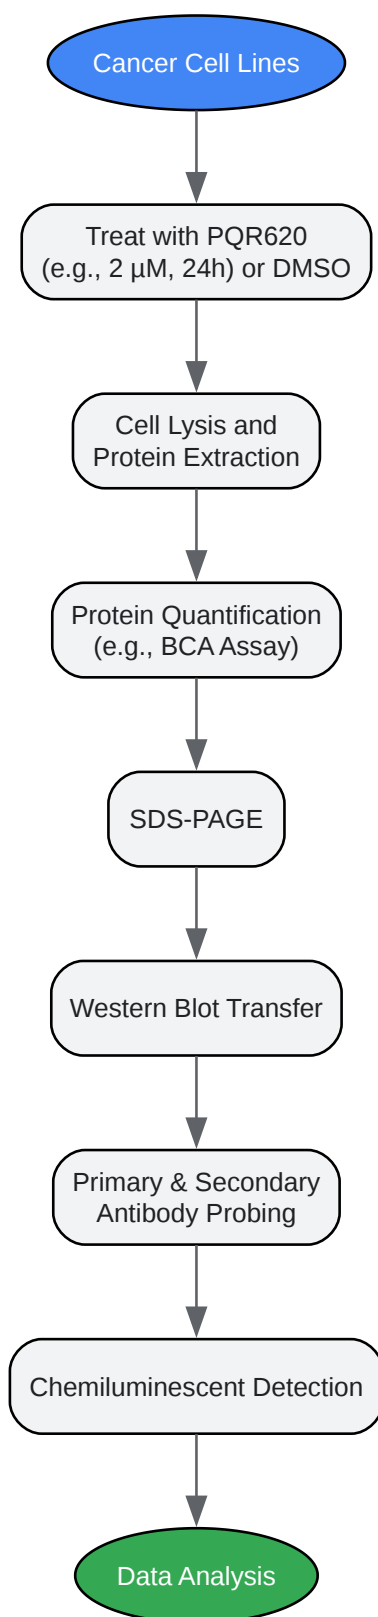 Cancer Cell Lines
Treat with PQR620
(e.g., 2 µM, 24h) or DMSO
Cell Lysis and
Protein Extraction
Protein Quantification
(e.g., BCA Assay)
SDS-PAGE
Western Blot Transfer
Primary & Secondary
Antibody Probing
Chemiluminescent Detection
Data Analysis